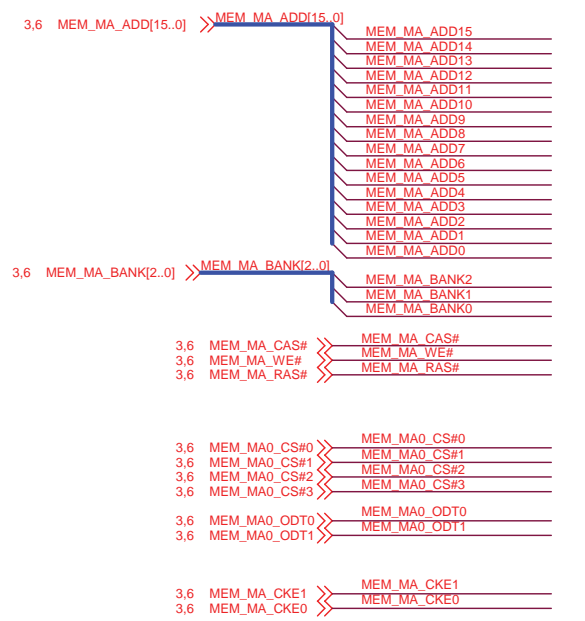 3,6 MEM_MA_ADD[15..0] MEM_MA_ADD[15..0]
MEM_MA_ADD15
MEM_MA_ADD14
MEM_MA_ADD13
MEM_MA_ADD12
MEM_MA_ADD11
MEM_MA_ADD10
MEM_MA_ADD9
MEM_MA_ADD8
MEM_MA_ADD7
MEM_MA_ADD6
MEM_MA_ADD5
MEM_MA_ADD4
MEM_MA_ADD3
MEM_MA_ADD2
MEM_MA_ADD1
MEM_MA_ADD0
3,6 MEM_MA_BANK[2..0] MEM_MA_BANK[2..0]
MEM_MA_BANK2
MEM_MA_BANK1
MEM_MA_BANK0
3,6 MEM_MA_CAS# MEM_MA_CAS#
3,6 MEM_MA_WE# MEM_MA_WE#
3,6 MEM_MA_RAS# MEM_MA_RAS#
3,6 MEM_MA0_CS#0 MEM_MA0_CS#0
3,6 MEM_MA0_CS#1 MEM_MA0_CS#1
3,6 MEM_MA0_CS#2 MEM_MA0_CS#2
3,6 MEM_MA0_CS#3 MEM_MA0_CS#3
3,6 MEM_MA0_ODT0 MEM_MA0_ODT0
3,6 MEM_MA0_ODT1 MEM_MA0_ODT1
3,6 MEM_MA_CKE1 MEM_MA_CKE1
3,6 MEM_MA_CKE0 MEM_MA_CKE0